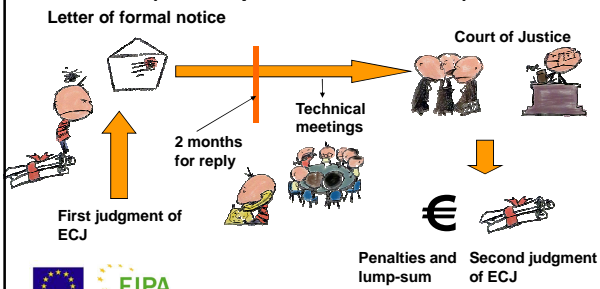 Letter of formal notice
Court of Justice
Technical
meetings
2 months
for reply
First judgment of
ECJ
€
Penalties and
lump-sum
Second judgment
of ECJ
EIPA